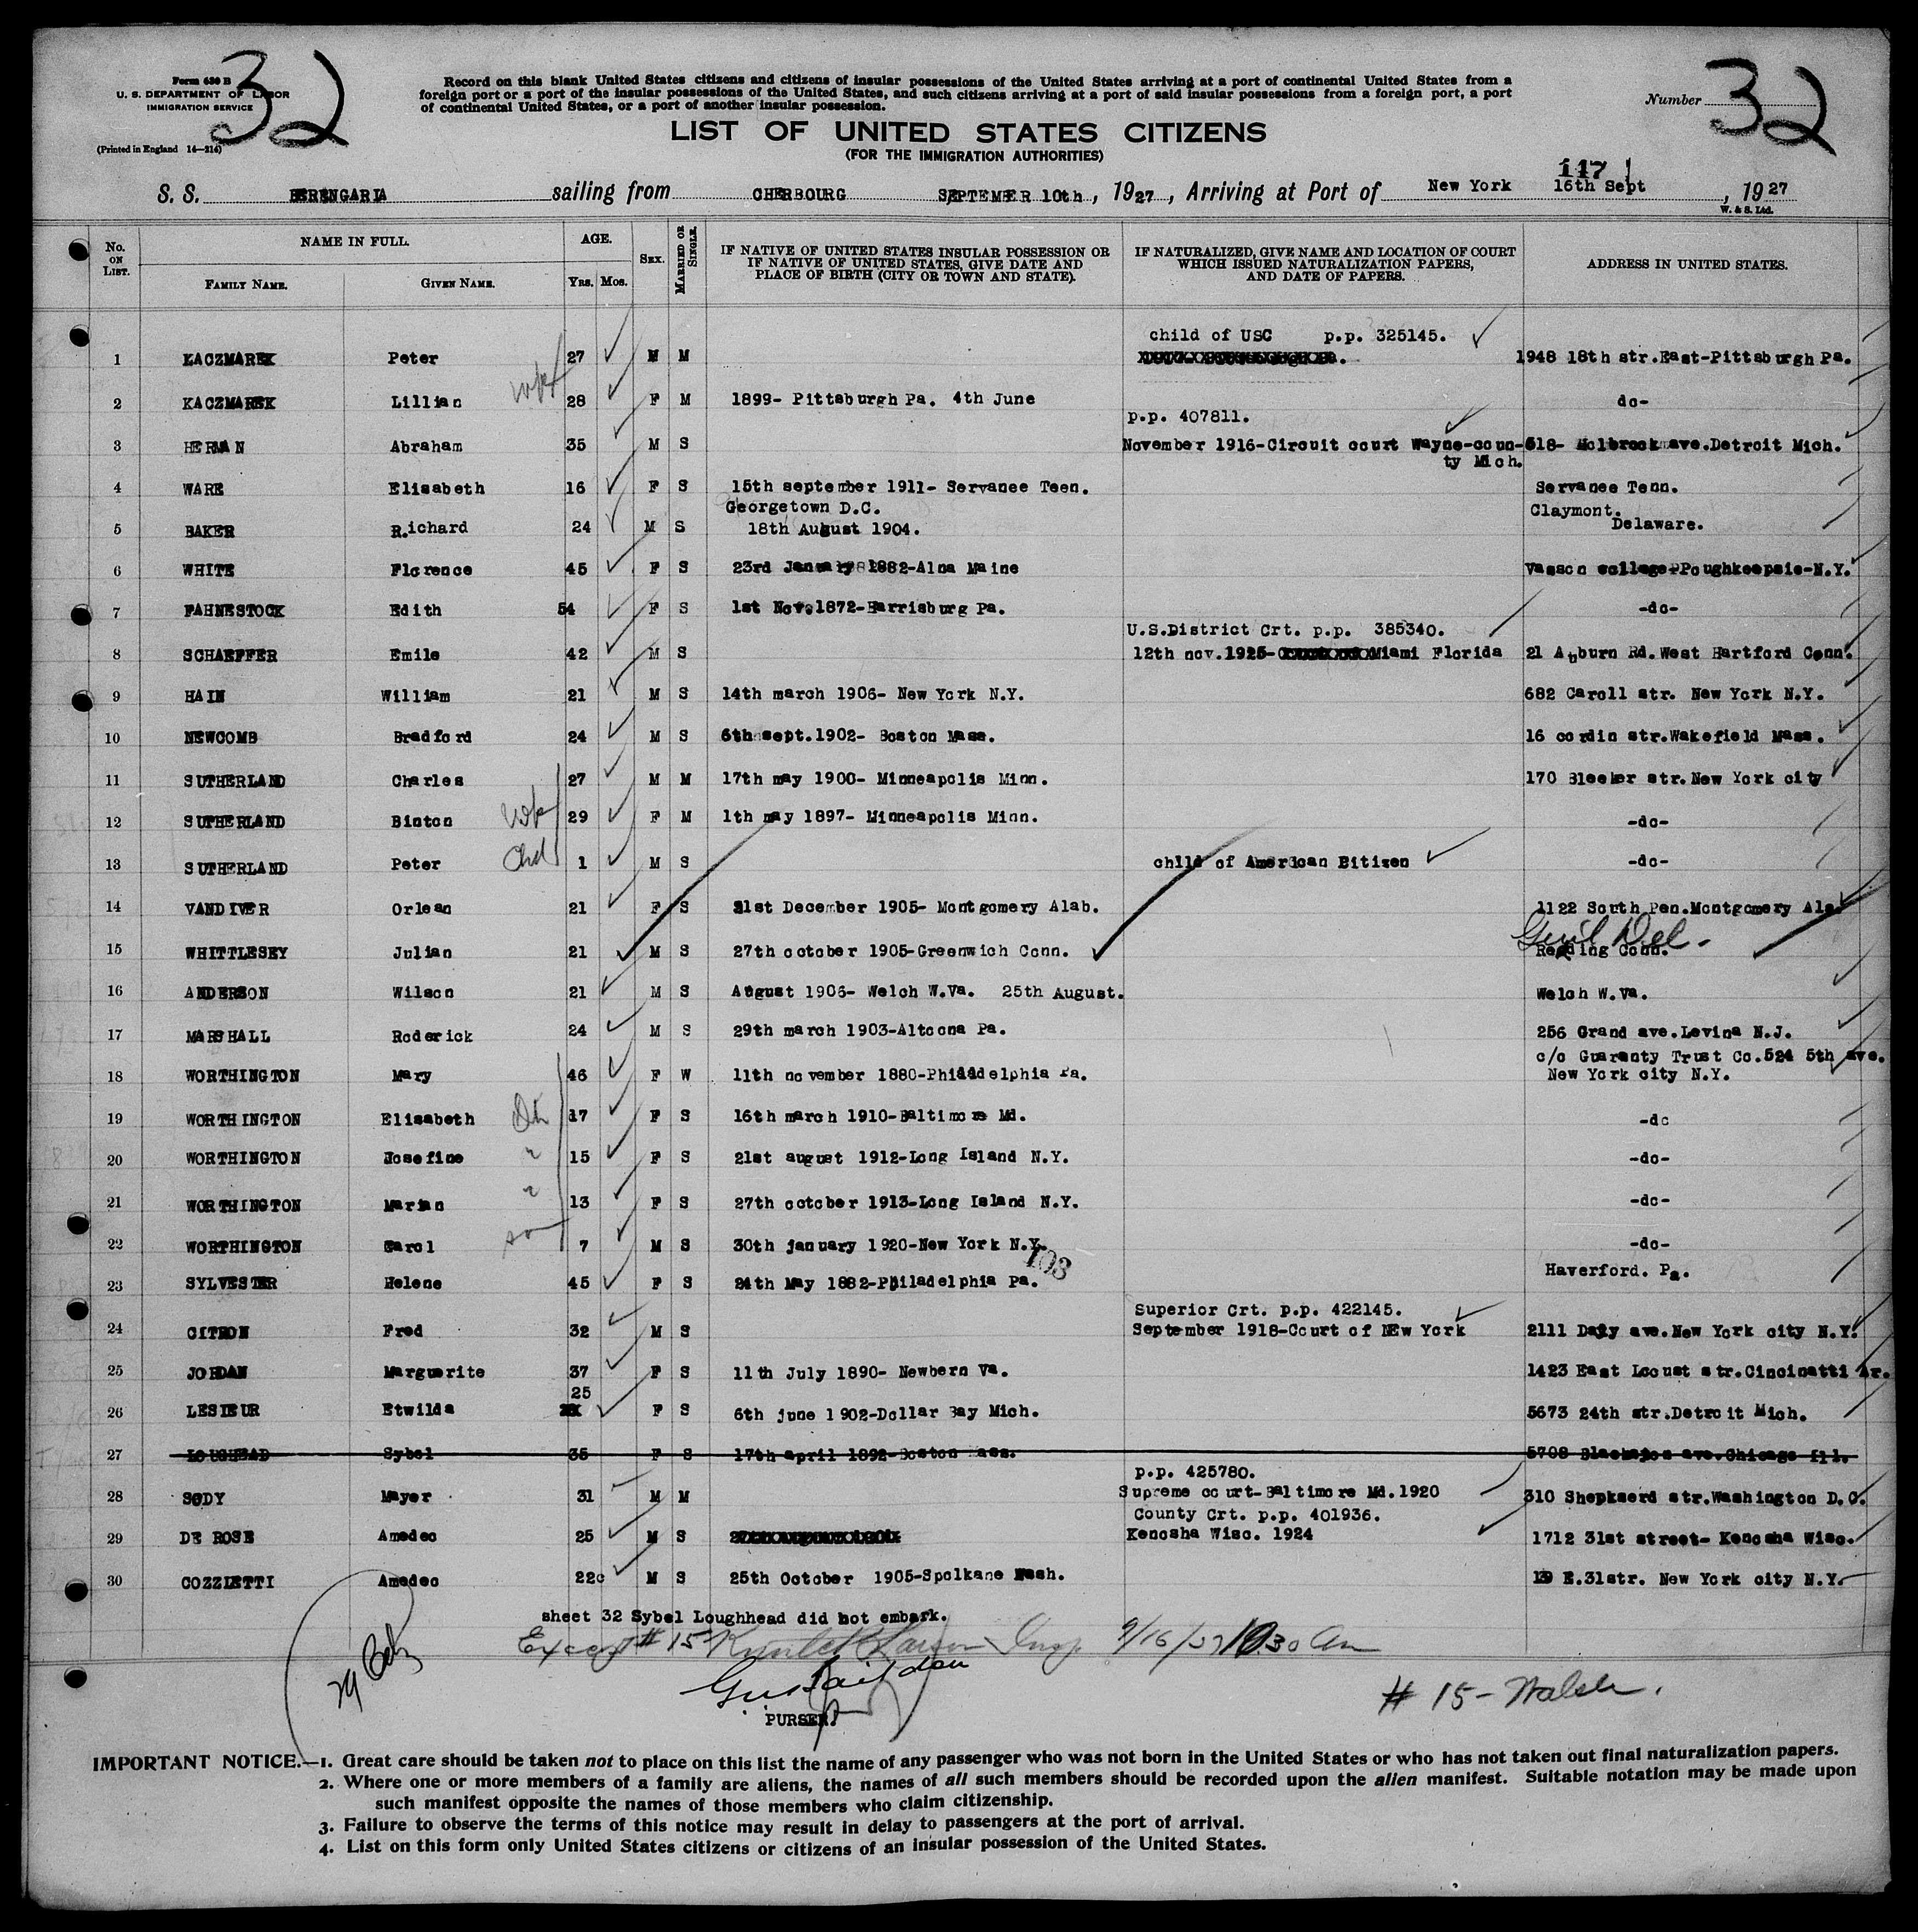 32
Form 630 B
U. S. DEPARTMENT OF LABOR
IMMIGRATION SERVICE
(Printed in England 14—214)
Record on this blank United States citizens and citizens of insular possessions of the United States arriving at a port of continental United States from a
foreign port or a port of the insular possessions of the United States, and such citizens arriving at a port of said insular possessions from a foreign port, a port
of continental United States, or a port of another insular possession.
Number 32
LIST OF UNITED STATES CITIZENS
(FOR THE IMMIGRATION AUTHORITIES)
117
S. S. BERENGARIA sailing from CHERBOURG SEPTEMBER 10th, 1927, Arriving at Port of New York 16th Sept, 1927
W. & S. Ltd.
No. ON LIST. NAME IN FULL. FAMILY NAME. GIVEN NAME. AGE. YRS. MOS. SEX. MARRIED OR SINGLE. IF NATIVE OF UNITED STATES INSULAR POSSESSION OR IF NATIVE OF UNITED STATES, GIVE DATE AND PLACE OF BIRTH (CITY OR TOWN AND STATE). IF NATURALIZED, GIVE NAME AND LOCATION OF COURT WHICH ISSUED NATURALIZATION PAPERS, AND DATE OF PAPERS. ADDRESS IN UNITED STATES.
child of USC p.p. 325145.
1 KACZMAREK Peter 27 M M 1948 18th str.East-Pittsburgh Pa.
2 KACZMAREK Lillian 28 F M 1899- Pittsburgh Pa. 4th June do-
p.p. 407811.
3 HERMAN Abraham 35 M S November 1916-Circuit court Wayne-coun- 518- Holbrook ave.Detroit Mich.
ty Mich.
4 WARE Elisabeth 16 F S 15th september 1911- Servanee Teen. Servanee Tenn.
Georgetown D.C. Claymont.
5 BAKER R.ichard 24 M S 18th August 1904. Delaware.
6 WHITE Florence 45 F S 23rd January 1882-Alna Maine Vasson college-Poughkeepsie-N.Y.
7 FAHNESTOCK Edith 54 F S 1st Nov.1872-Harrisburg Pa. -do-
U.S.District Crt. p.p. 385340.
8 SCHAEFFER Emile 42 M S 12th nov.1925- Miami Florida 21 Auburn Rd.West Hartford Conn.
9 HAIN William 21 M S 14th march 1906- New York N.Y. 682 Caroll str. New York N.Y.
10 NEWCOMB Bradford 24 M S 6th sept.1902- Boston Mass. 16 cordin str.Wakefield Mass.
11 SUTHERLAND Charles 27 M M 17th may 1900- Minneapolis Minn. 170 Bleeker str.New York city
12 SUTHERLAND Binton 29 F M 1th may 1897- Minneapolis Minn. -do-
13 SUTHERLAND Peter Chd 1 M S child of American Bitizen -do-
14 VANDIVER Orlean 21 F S 31st December 1905- Montgomery Alab. 1122 South Pen.Montgomery Ala.
15 WHITTLESEY Julian 21 M S 27th october 1905-Greenwich Conn. Reading Conn.
16 ANDERSON Wilson 21 M S August 1906- Welch W.Va. 25th August. Welch W.Va.
17 MARSHALL Roderick 24 M S 29th march 1903-Altoona Pa. 256 Grand ave.Levina N.J.
c/o Guaranty Trust Co.524 5th ave.
18 WORTHINGTON Mary 46 F W 11th november 1880-Phiddelphia Pa. New York city N.Y.
19 WORTHINGTON Elisabeth 17 F S 16th march 1910-Baltimore Md. -do
20 WORTHINGTON Josefine 15 F S 21st august 1912-Long Island N.Y. -do-
21 WORTHINGTON Marian 13 F S 27th october 1913-Long Island N.Y. -do-
22 WORTHINGTON Carol son 7 M S 30th january 1920-New York N.Y. -do-
103
23 SYLVESTER Helene 45 F S 24th May 1882-Philadelphia Pa. Haverford. Pa.
Superior Crt. p.p. 422145.
24 CITRON Fred 32 M S September 1918-Court of NEw York 2111 Daly ave.New York city N.Y.
25 JORDAN Marguerite 37 F S 11th July 1890- Newbern Va. 1423 East Locust str.Cincinatti Ar.
25
26 LESIEUR Etwilda F S 6th june 1902-Dollar Bay Mich. 5673 24th str.Detroit Mich.
27 LOUGHEAD Sybel 35 F S 17th april 1892-Boston Mass. 5708 Blackston ave.Chicago Ill.
p.p. 425780.
28 SODY Mayer 31 M M Supreme court-Baltimore Md.1920 310 Shepkserd str.Washington D.C.
County Crt. p.p. 401936.
29 DE ROSE Amedeo 25 M S Kenosha Wisc. 1924 1712 31st street- Kenosha Wisc.
30 COZZIETTI Amedeo 22 M S 25th October 1905-Spolkane Wash. E.31str. New York city N.Y.
sheet 32 Sybel Loughhead did not embark.
Except # 15 Insp. 9/16/27 10 30 am
# 15 - Walsh.
PURSER.
IMPORTANT NOTICE.—1. Great care should be taken not to place on this list the name of any passenger who was not born in the United States or who has not taken out final naturalization papers.
2. Where one or more members of a family are aliens, the names of all such members should be recorded upon the alien manifest. Suitable notation may be made upon
such manifest opposite the names of those members who claim citizenship.
3. Failure to observe the terms of this notice may result in delay to passengers at the port of arrival.
4. List on this form only United States citizens or citizens of an insular possession of the United States.